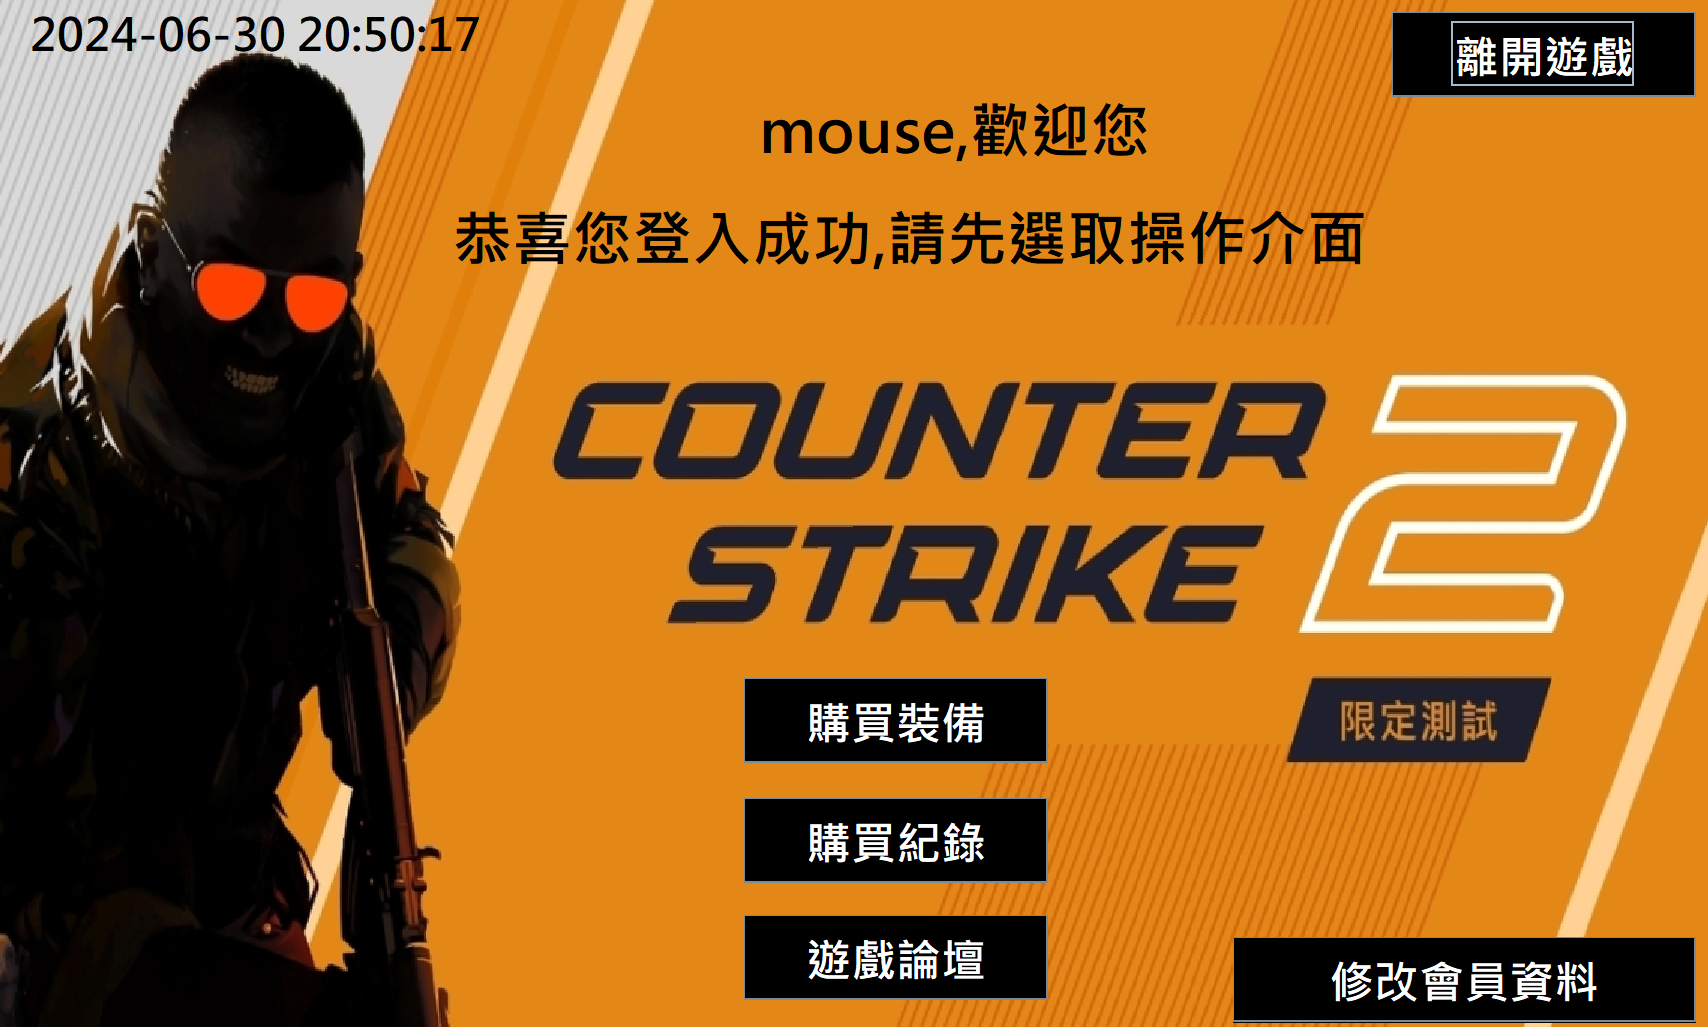 2024-06-30 20:50:17
離開遊戲
mouse,歡迎您
恭喜您登入成功,請先選取操作介面
COUNTER
STRIKE
2
限定測試
購買裝備
購買紀錄
遊戲論壇
修改會員資料